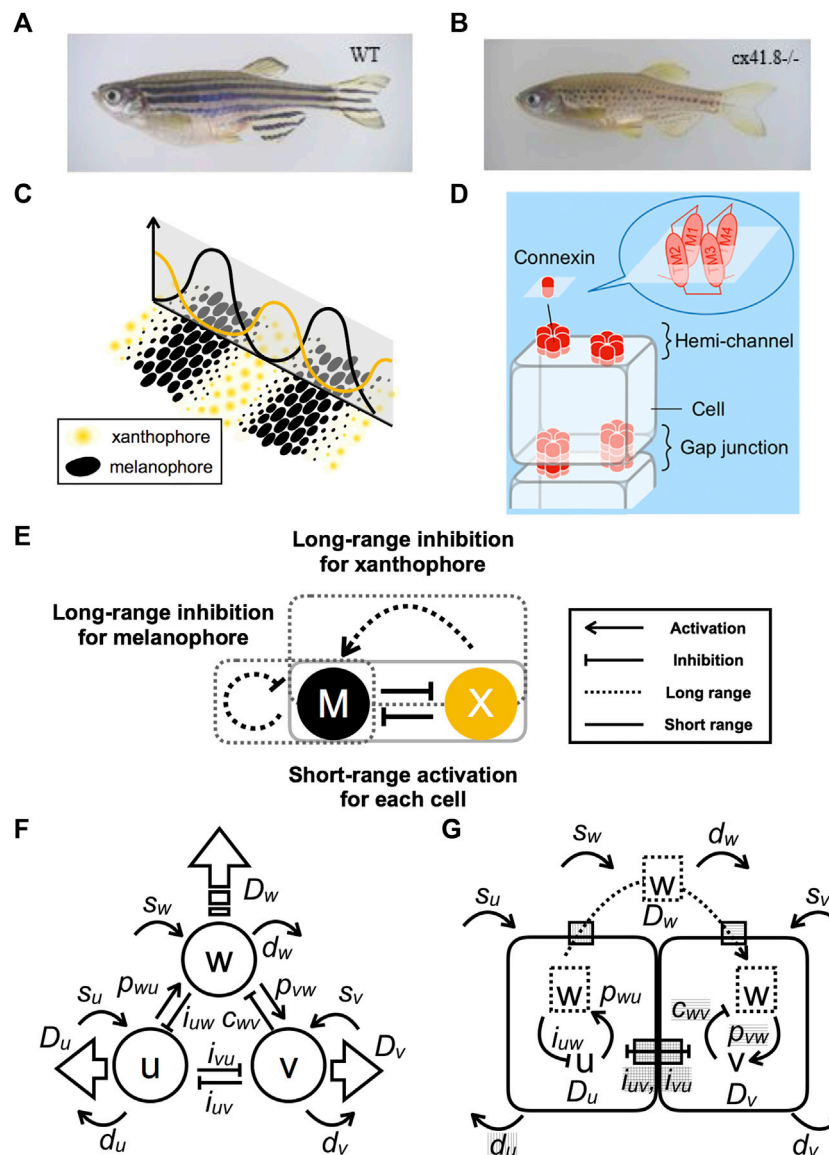 A
WT
B
cx41.8-/-
C
xanthophore
melanophore
D
Connexin
TM2
TM1
TM3
TM4
Hemi-channel
Cell
Gap junction
E
Long-range inhibition
for xanthophore
Long-range inhibition
for melanophore
M
X
Short-range activation
for each cell
Activation
Inhibition
Long range
Short range
F
D_w
s_w
w
d_w
s_u
p_wu
i_uw
c_wv
p_vw
s_v
D_u
u
i_vu
i_uv
v
D_v
d_u
d_v
G
s_w
w
d_w
D_w
s_u
s_v
w
p_wu
i_uw
u
D_u
i_uv, i_vu
c_wv
w
p_vw
v
D_v
d_u
d_v